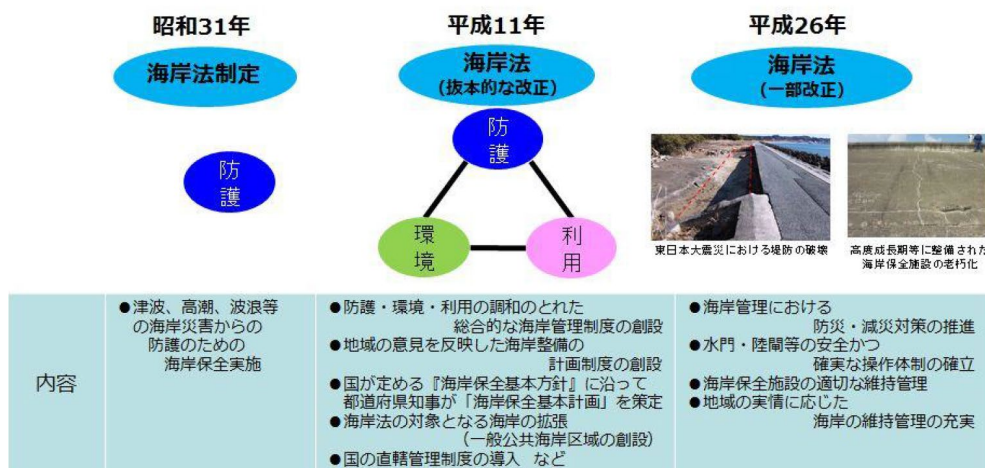 昭和31年
海岸法制定
防
護
平成11年
海岸法
(抜本的な改正)
防
護
環
境
利
用
平成26年
海岸法
(一部改正)
東日本大震災における堤防の破壊
高度成長期等に整備された
海岸保全施設の老朽化
内容
●津波、高潮、波浪等
の海岸災害からの
防護のための
海岸保全実施
●防護・環境・利用の調和のとれた
総合的な海岸管理制度の創設
●地域の意見を反映した海岸整備の
計画制度の創設
●国が定める『海岸保全基本方針』に沿って
都道府県知事が「海岸保全基本計画」を策定
●海岸法の対象となる海岸の拡張
(一般公共海岸区域の創設)
●国の直轄管理制度の導入 など
●海岸管理における
防災・減災対策の推進
●水門・陸閘等の安全かつ
確実な操作体制の確立
●海岸保全施設の適切な維持管理
●地域の実情に応じた
海岸の維持管理の充実